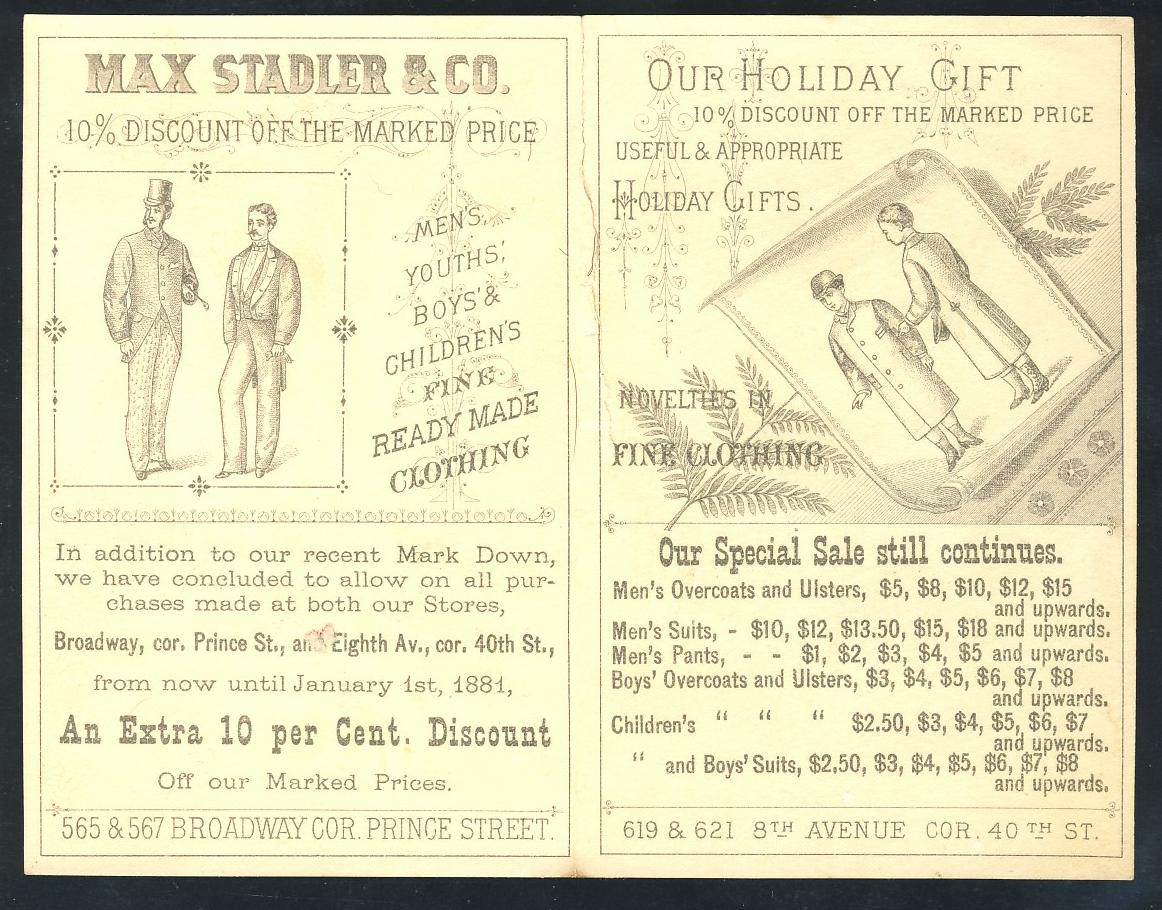 MAX STADLER & CO.
10% DISCOUNT OFF THE MARKED PRICE
MEN'S,
YOUTHS,'
BOYS' &
CHILDREN'S
FINE
READY MADE
CLOTHING
In addition to our recent Mark Down,
we have concluded to allow on all pur-
chases made at both our Stores,
Broadway, cor. Prince St., an Eighth Av., cor. 40th St.,
from now until January 1st, 1881,
An Extra 10 per Cent. Discount
Off our Marked Prices.
565 & 567 BROADWAY COR. PRINCE STREET.
OUR HOLIDAY GIFT
10% DISCOUNT OFF THE MARKED PRICE
USEFUL & APPROPRIATE
HOLIDAY GIFTS.
NOVELTIES IN
FINE CLOTHING
Our Special Sale still continues.
Men's Overcoats and Ulsters, $5, $8, $10, $12, $15
and upwards.
Men's Suits, - $10, $12, $13.50, $15, $18 and upwards.
Men's Pants, - - $1, $2, $3, $4, $5 and upwards.
Boys' Overcoats and Ulsters, $3, $4, $5, $6, $7, $8
and upwards.
Children's " " " $2.50, $3, $4, $5, $6, $7
and upwards.
" and Boys' Suits, $2.50, $3, $4, $5, $6, $7, $8
and upwards.
619 & 621 8TH AVENUE COR. 40TH ST.